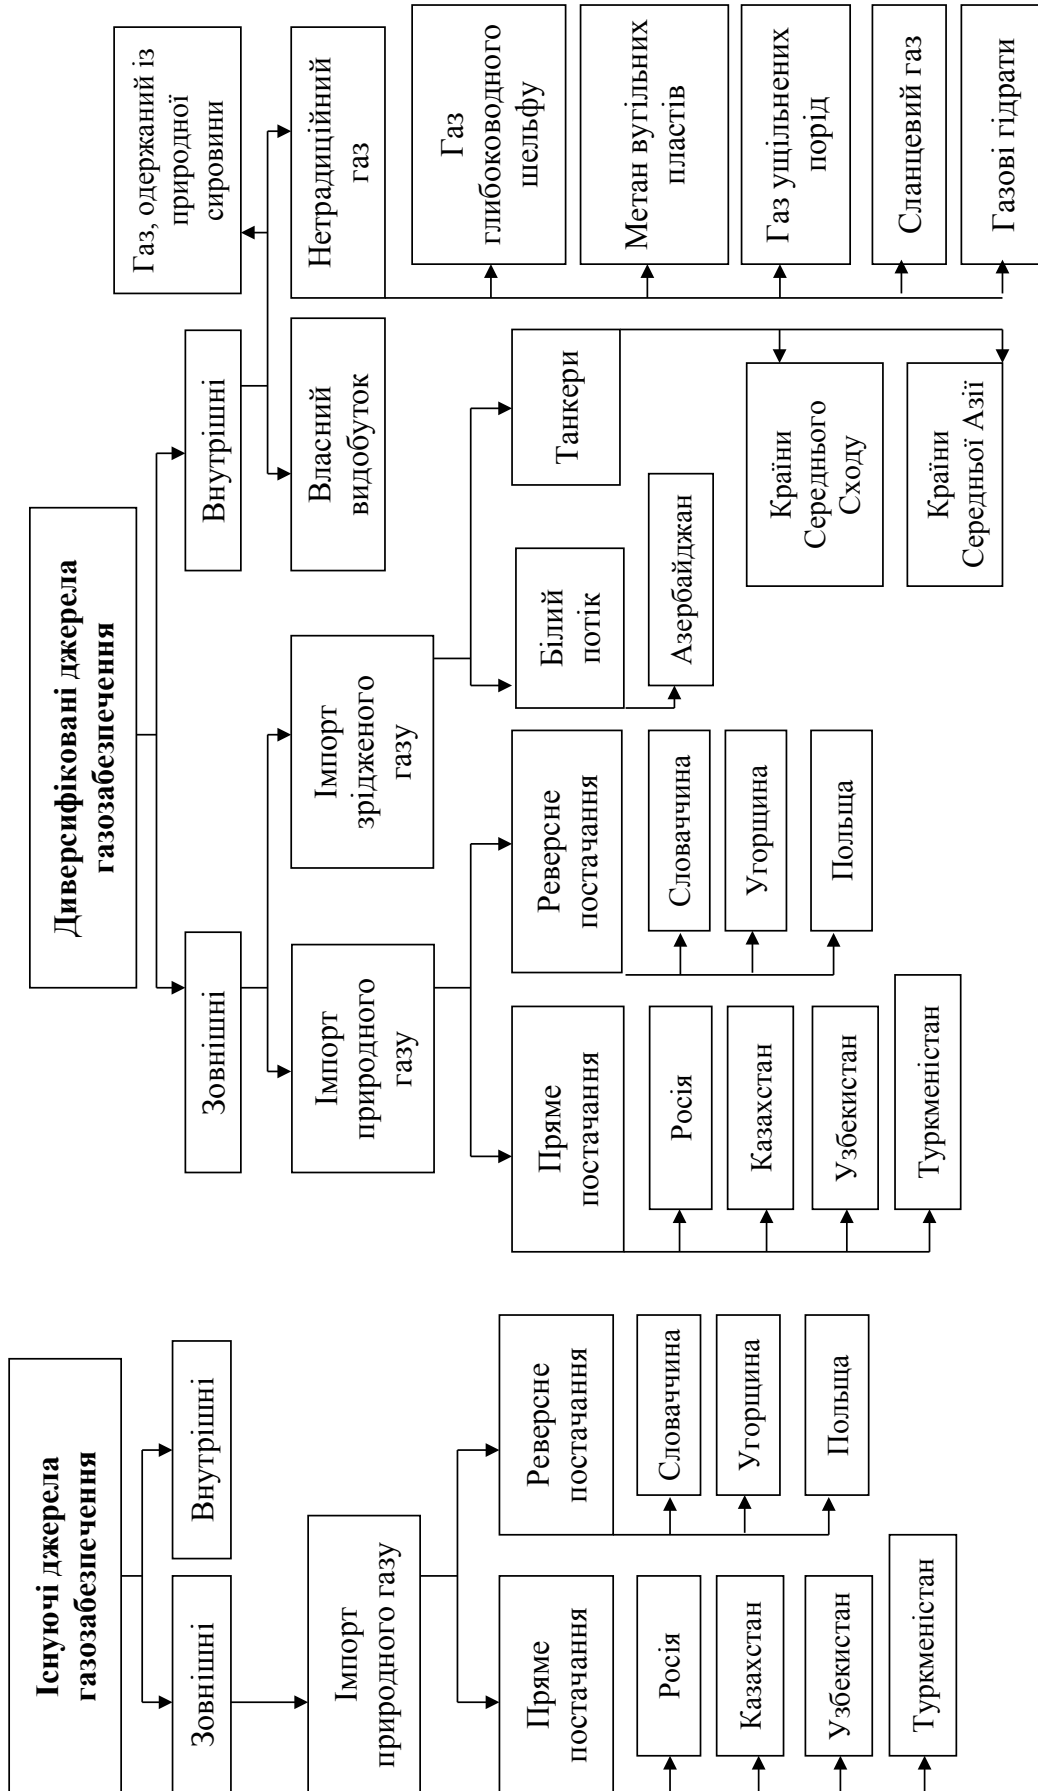 Існуючі джерела
газозабезпечення
Зовнішні
Внутрішні
Імпорт
природного газу
Пряме
постачання
Реверсне
постачання
Росія
Казахстан
Узбекистан
Туркменістан
Словаччина
Угорщина
Польща
Диверсифіковані джерела
газозабезпечення
Зовнішні
Внутрішні
Імпорт
природного
газу
Імпорт
зрідженого
газу
Власний
видобуток
Нетрадиційний
газ
Газ, одержаний із
природної
сировини
Пряме
постачання
Реверсне
постачання
Білий
потік
Танкери
Росія
Казахстан
Узбекистан
Туркменістан
Словаччина
Угорщина
Польща
Азербайджан
Країни
Середнього
Сходу
Країни
Середньої Азії
Газ
глибоководного
шельфу
Метан вугільних
пластів
Газ ущільнених
порід
Сланцевий газ
Газові гідрати